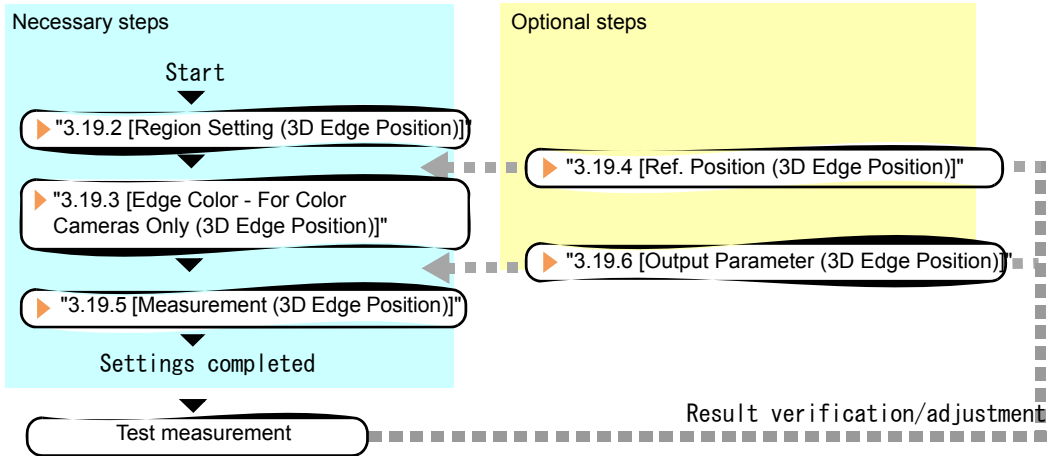 Necessary steps
Start
"3.19.2 [Region Setting (3D Edge Position)]"
"3.19.3 [Edge Color - For Color
Cameras Only (3D Edge Position)]"
"3.19.5 [Measurement (3D Edge Position)]"
Settings completed
Test measurement
Optional steps
"3.19.4 [Ref. Position (3D Edge Position)]"
"3.19.6 [Output Parameter (3D Edge Position)]"
Result verification/adjustment